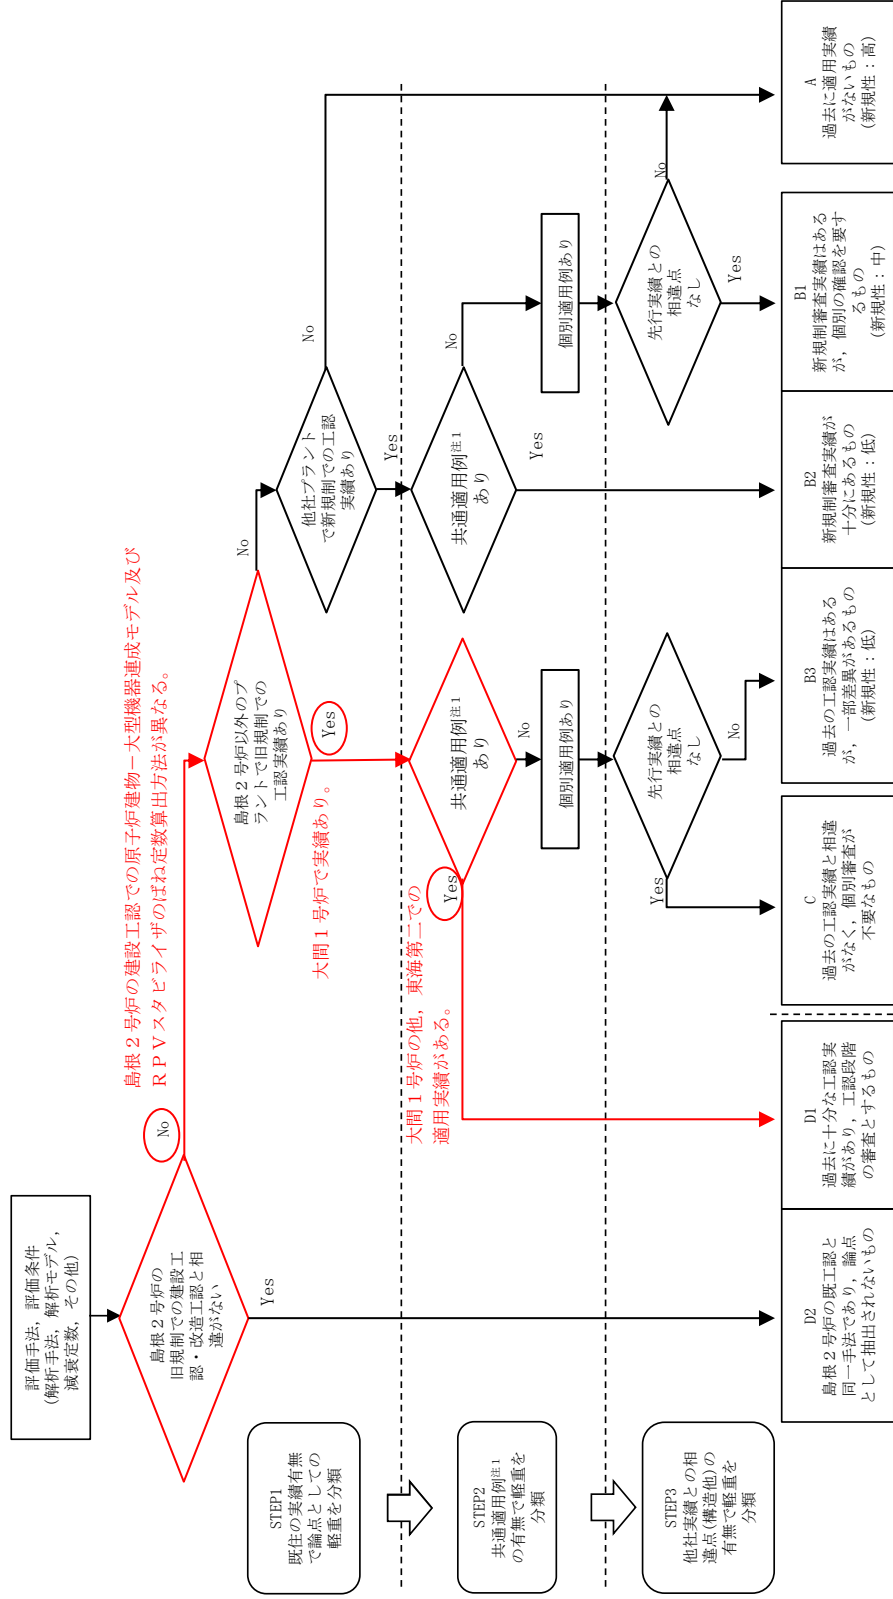 評価手法，評価条件
(解析手法，解析モデル，
減衰定数，その他)
島根２号炉の
旧規制での建設工
認・改造工認と相
違がない
No
Yes
島根２号炉の建設工認での原子炉建物－大型機器連成モデル及び
ＲＰＶスタビライザのばね定数算出方法が異なる。
島根２号炉以外のプ
ラントで旧規制での
工認実績あり
No
Yes
大間１号炉で実績あり。
他社プラント
で新規制での工認
実績あり
No
Yes
STEP1
既往の実績有無
で論点としての
軽重を分類
大間１号炉の他，東海第二での
適用実績がある。
共通適用例注１
あり
Yes
No
個別適用例あり
共通適用例注１
あり
No
Yes
個別適用例あり
STEP2
共通適用例注１
の有無で軽重を
分類
先行実績との
相違点
なし
Yes
No
先行実績との
相違点
なし
No
Yes
STEP3
他社実績との相
違点(構造他)の
有無で軽重を
分類
D2
島根２号炉の既工認と
同一手法であり，論点
として抽出されないもの
D1
過去に十分な工認実
績があり，工認段階
の審査とするもの
C
過去の工認実績と相違
がなく，個別審査が
不要なもの
B3
過去の工認実績はある
が，一部差異があるもの
(新規性：低)
B2
新規制審査実績が
十分にあるもの
(新規性：低)
B1
新規制審査実績はある
が，個別の確認を要す
るもの
(新規性：中)
A
過去に適用実績
がないもの
(新規性：高)